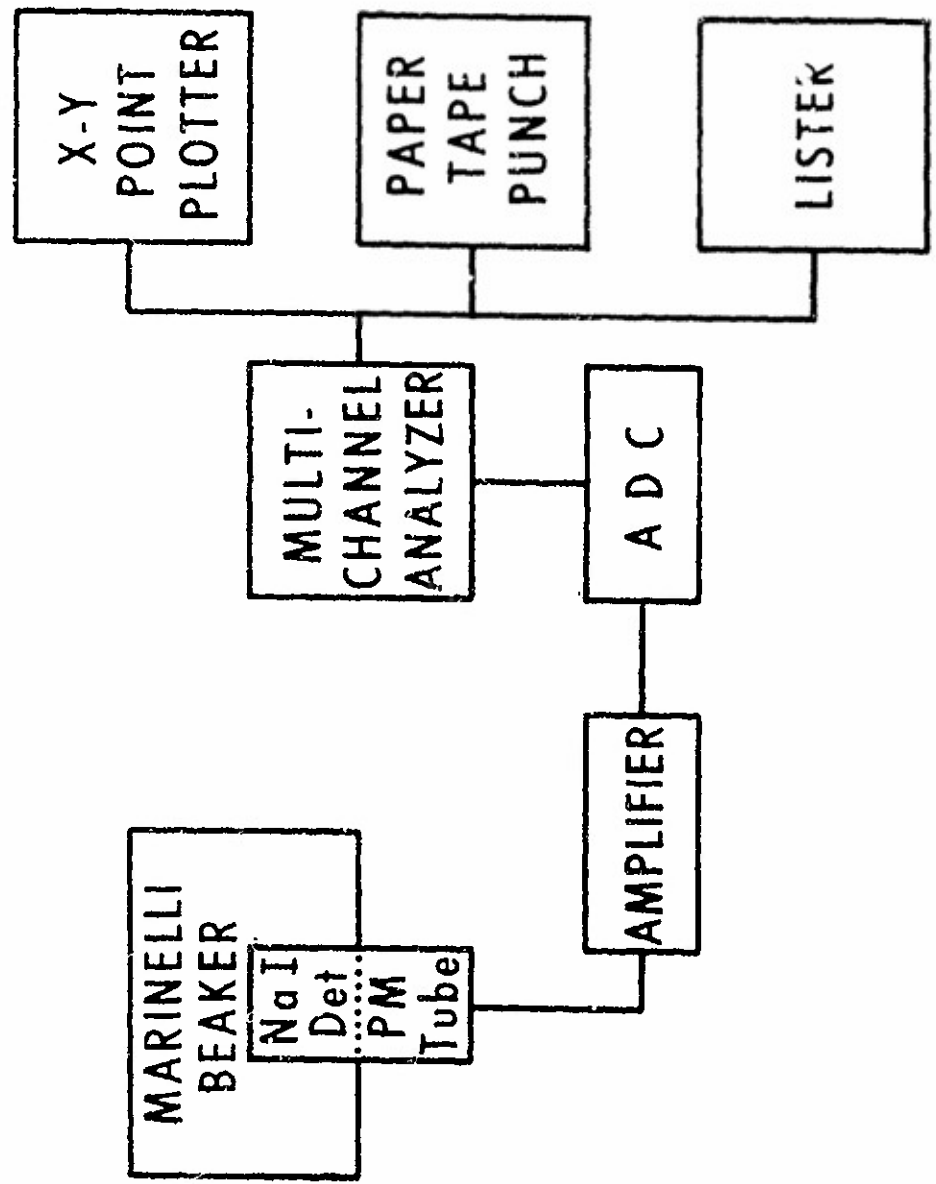 MARINELLI
BEAKER
Na I
Det
PM
Tube
AMPLIFIER
A D C
MULTI-
CHANNEL
ANALYZER
X-Y
POINT
PLOTTER
PAPER
TAPE
PUNCH
LISTER